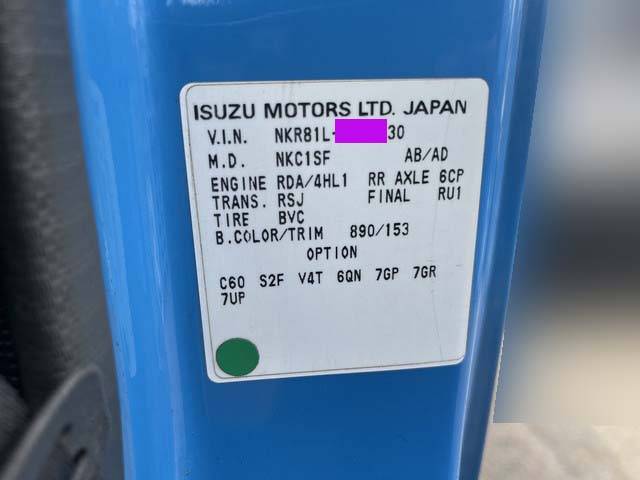 ISUZU MOTORS LTD. JAPAN
V.I.N. NKR81L- 30
M.D. NKC1SF AB/AD
ENGINE RDA/4HL1 RR AXLE 6CP
TRANS. RSJ FINAL RU1
TIRE BVC
B.COLOR/TRIM 890/153
OPTION
C60 S2F V4T 6QN 7GP 7GR
7UP